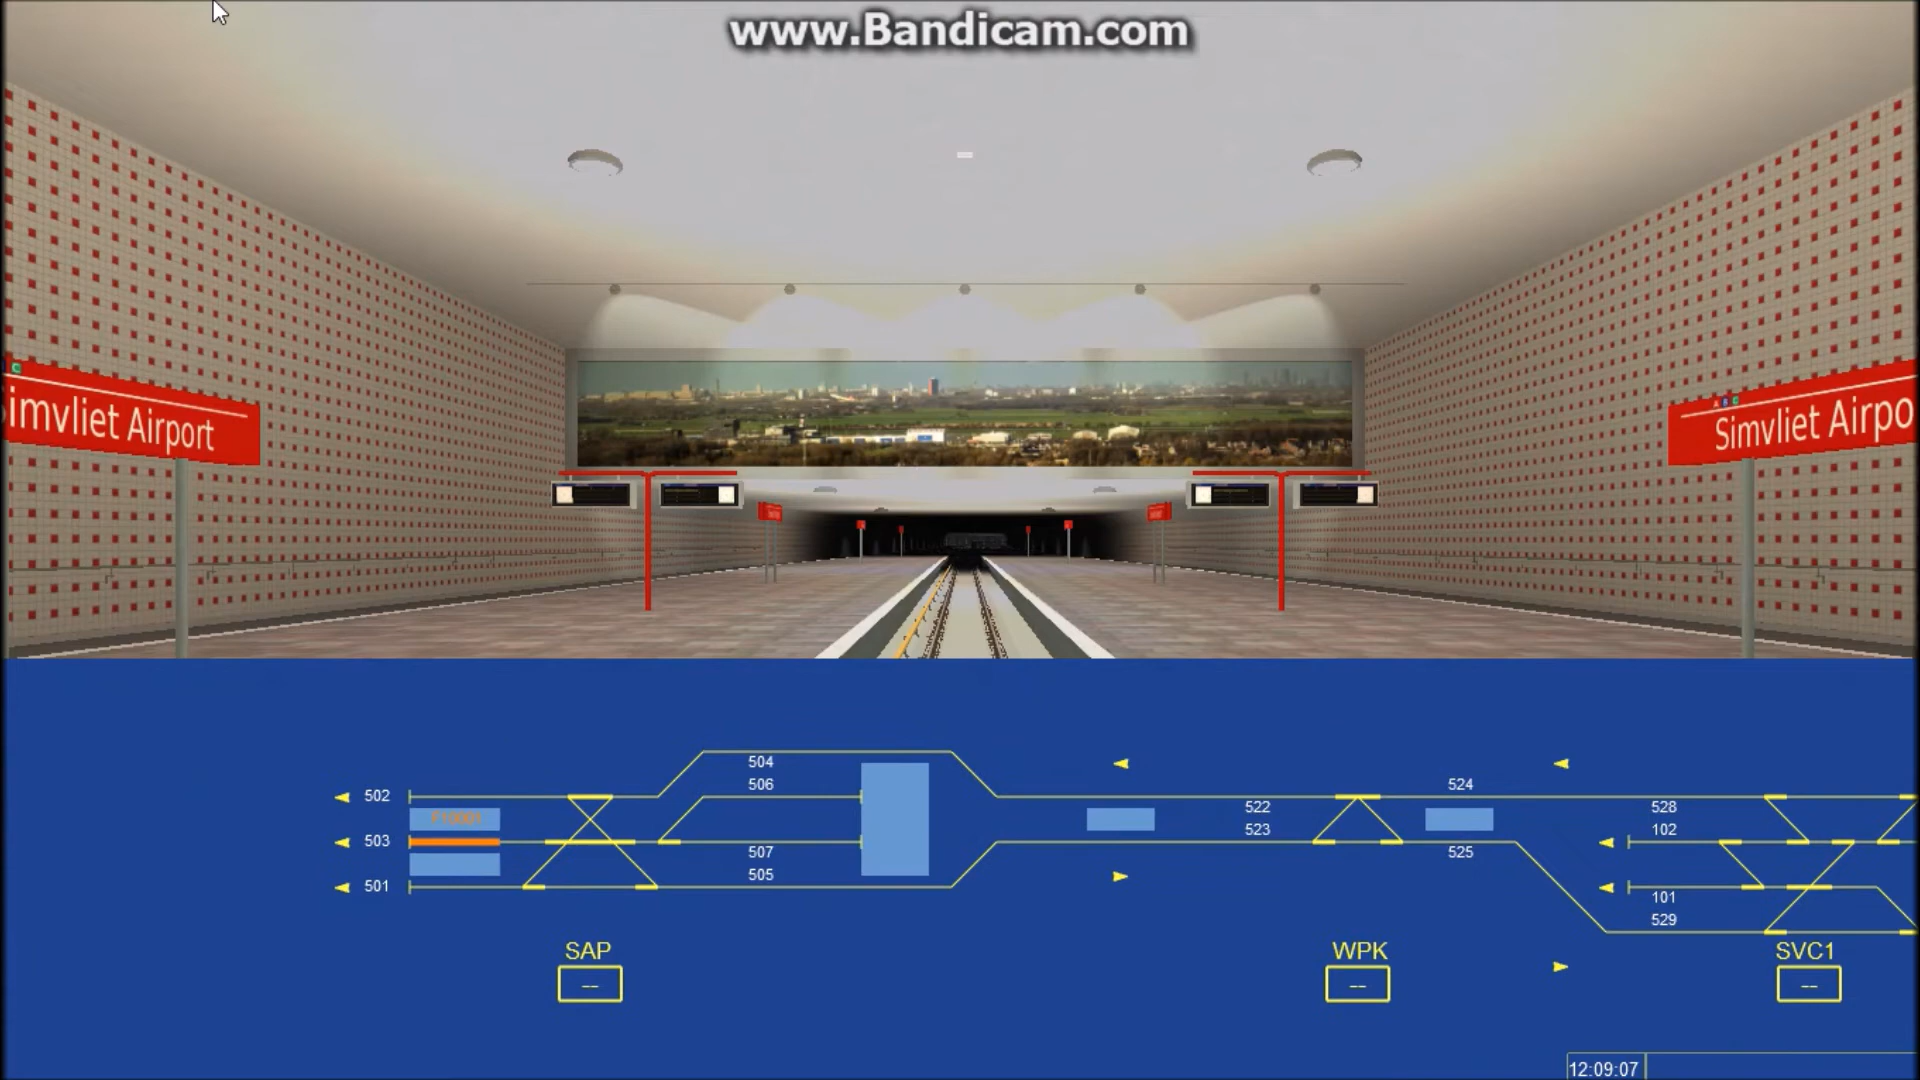 www.Bandicam.com
C
imvliet Airport
A B C
Simvliet Airpo
504
502
506
524
522
528
523
102
503
507
525
501
505
101
529
SAP
WPK
SVC1
--
--
--
12:09:07